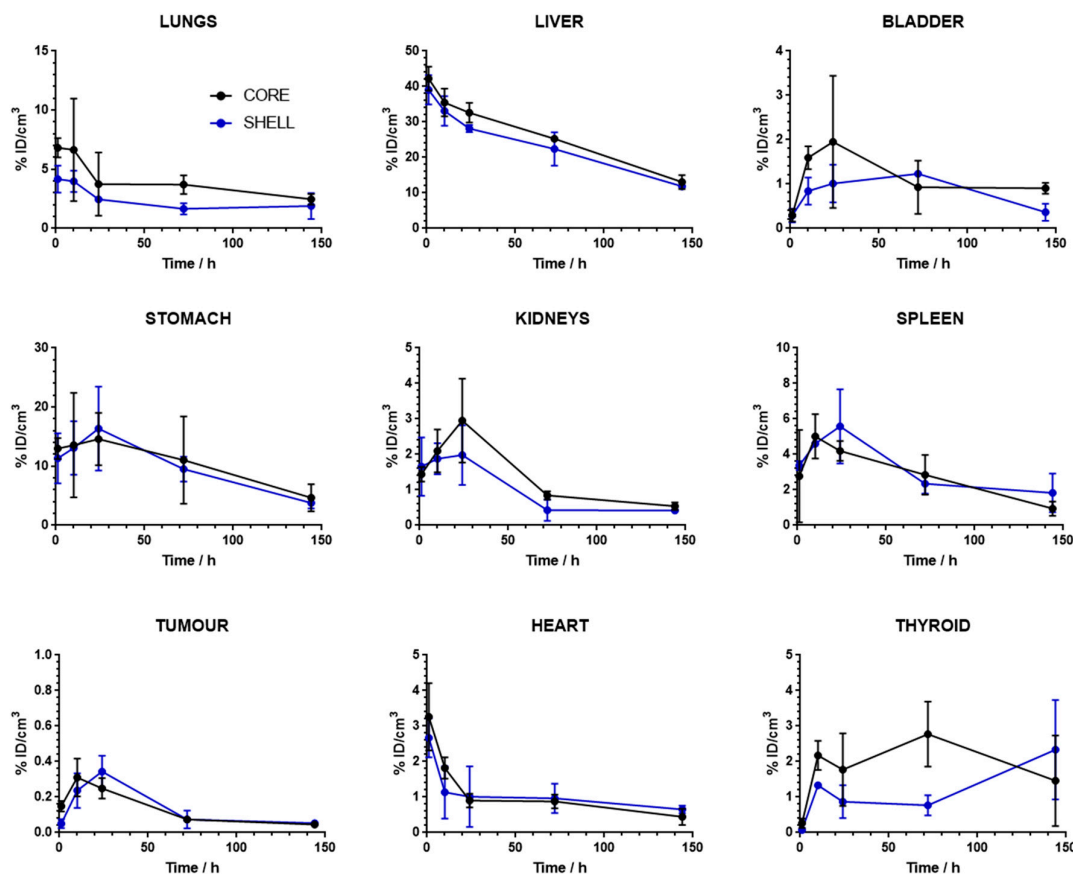 LUNGS
15
10
5
0
% ID/cm³
0 50 100 150
Time / h
CORE
SHELL
LIVER
50
40
30
20
10
0
% ID/cm³
0 50 100 150
Time / h
BLADDER
4
3
2
1
0
% ID/cm³
0 50 100 150
Time / h
STOMACH
30
20
10
0
% ID/cm³
0 50 100 150
Time / h
KIDNEYS
5
4
3
2
1
0
% ID/cm³
0 50 100 150
Time / h
SPLEEN
10
8
6
4
2
0
% ID/cm³
0 50 100 150
Time / h
TUMOUR
1.0
0.8
0.6
0.4
0.2
0.0
% ID/cm³
0 50 100 150
Time / h
HEART
5
4
3
2
1
0
% ID/cm³
0 50 100 150
Time / h
THYROID
5
4
3
2
1
0
% ID/cm³
0 50 100 150
Time / h